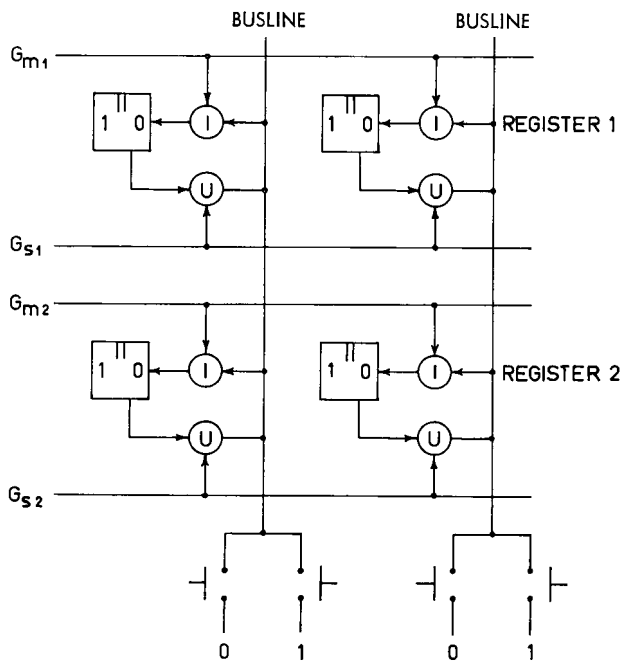 BUSLINE BUSLINE
Gm1
1 0 I 1 0 I REGISTER 1
U U
Gs1
Gm2
1 0 I 1 0 I REGISTER 2
U U
Gs2
0 1 0 1